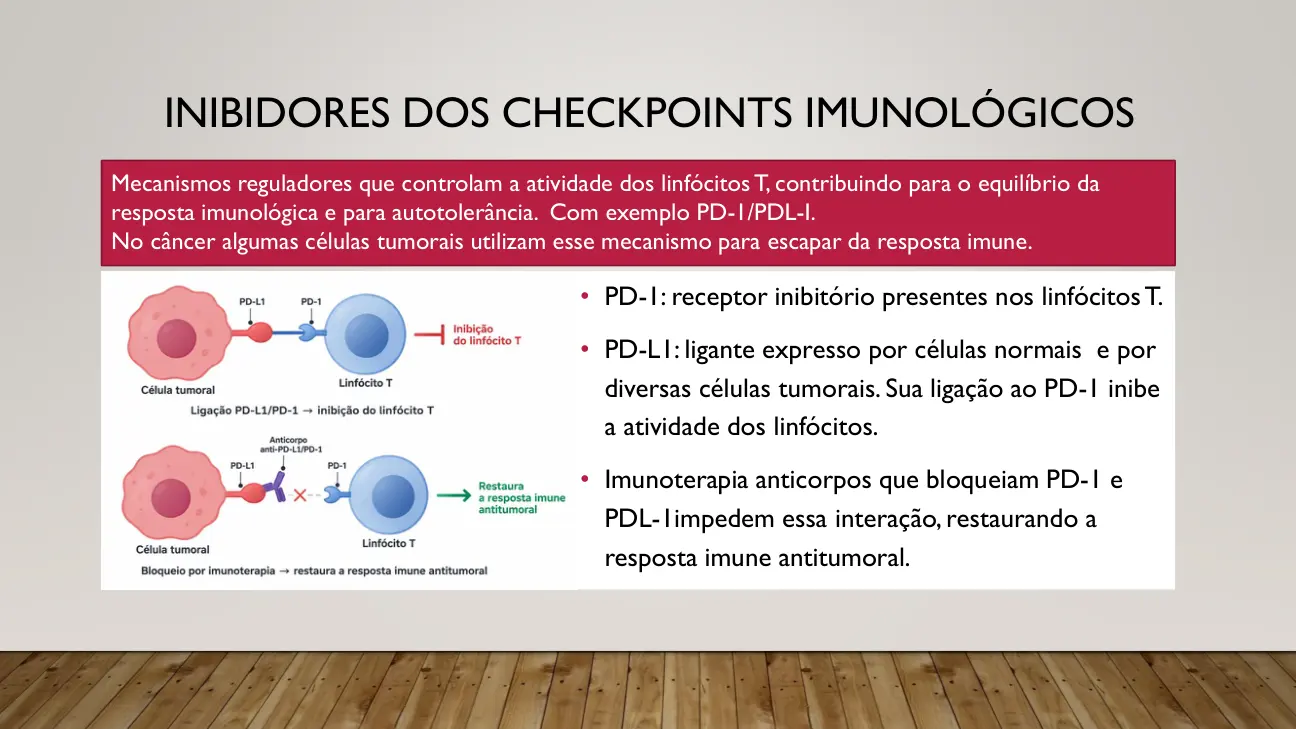 INIBIDORES DOS CHECKPOINTS IMUNOLÓGICOS
Mecanismos reguladores que controlam a atividade dos linfócitos T, contribuindo para o equilíbrio da
resposta imunológica e para autotolerância.  Com exemplo PD-1/PDL-I.
No câncer algumas células tumorais utilizam esse mecanismo para escapar da resposta imune.
PD-L1
PD-1
Inibição
do linfócito T
Célula tumoral
Linfócito T
Ligação PD-L1/PD-1 → inibição do linfócito T
Anticorpo
anti-PD-L1/PD-1
PD-L1
PD-1
Restaura
a resposta imune
antitumoral
Célula tumoral
Linfócito T
Bloqueio por imunoterapia → restaura a resposta imune antitumoral
• PD-1: receptor inibitório presentes nos linfócitos T.
• PD-L1: ligante expresso por células normais  e por
diversas células tumorais. Sua ligação ao PD-1 inibe
a atividade dos linfócitos.
• Imunoterapia anticorpos que bloqueiam PD-1 e
PDL-1impedem essa interação, restaurando a
resposta imune antitumoral.